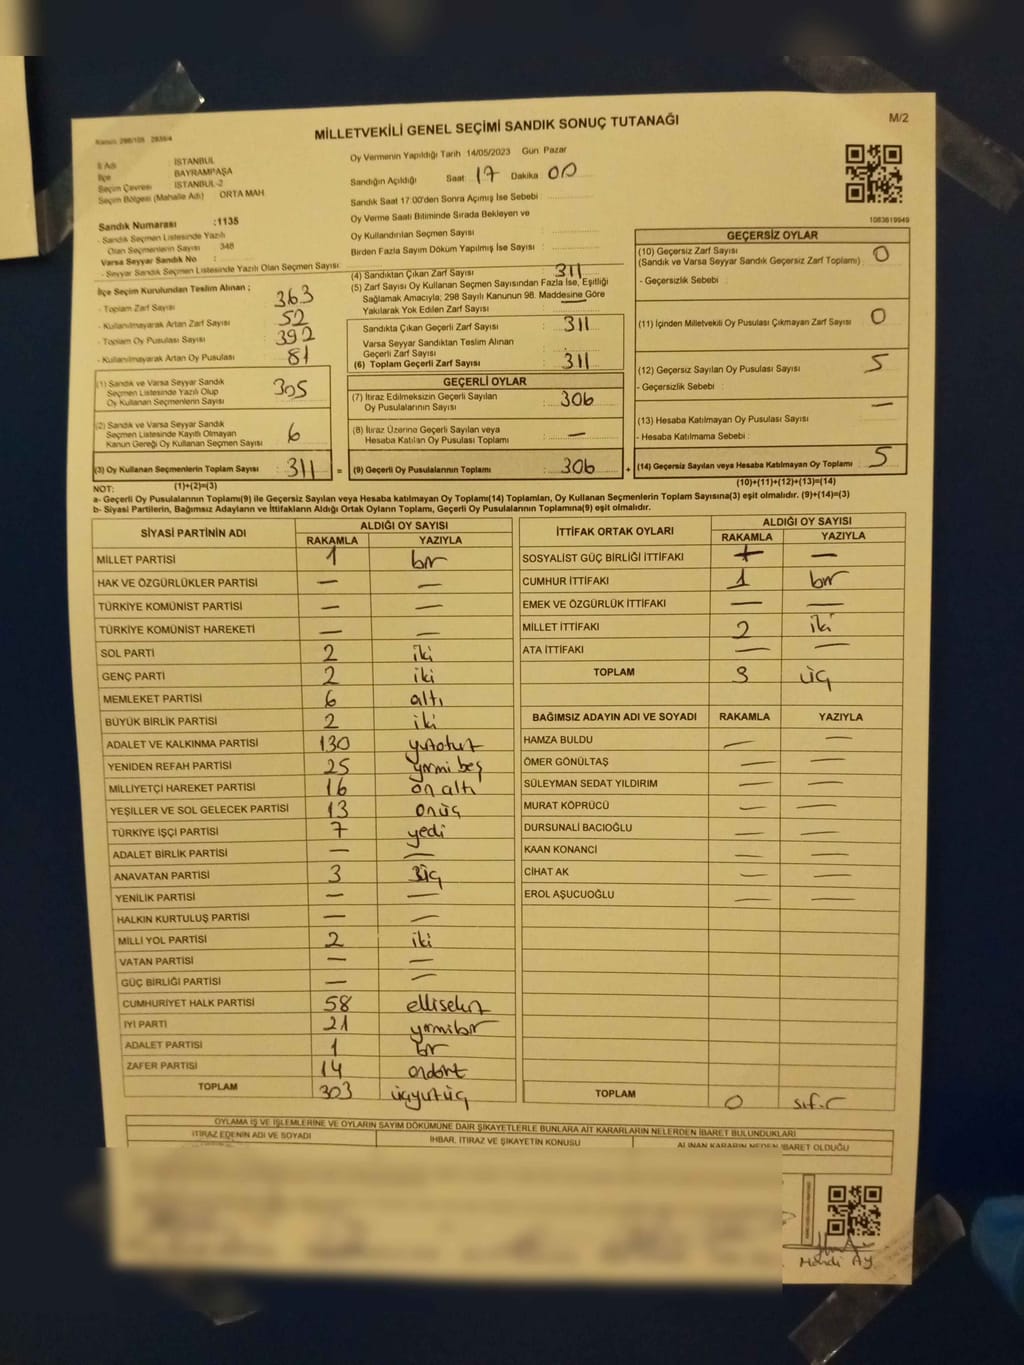 Kanun: 298/105 2839/4
MİLLETVEKİLİ GENEL SEÇİMİ SANDIK SONUÇ TUTANAĞI
M/2
İl Adı : İSTANBUL
İlçe : BAYRAMPAŞA
Seçim Çevresi : İSTANBUL-2
Seçim Bölgesi (Mahalle Adı) : ORTA MAH
Sandık Numarası :1135
- Sandık Seçmen Listesinde Yazılı
Olan Seçmenlerin Sayısı : 348
Varsa Seyyar Sandık No :
- Seyyar Sandık Seçmen Listesinde Yazılı Olan Seçmen Sayısı:
Oy Vermenin Yapıldığı Tarih 14/05/2023 Gün: Pazar
Sandığın Açıldığı Saat 17 Dakika 00
Sandık Saat 17:00'den Sonra Açımış İse Sebebi :
Oy Verme Saati Bitiminde Sırada Bekleyen ve
Oy Kullandırılan Seçmen Sayısı :
Birden Fazla Sayım Döküm Yapılmış İse Sayısı :
1083619949
İlçe Seçim Kurulundan Teslim Alınan ;
- Toplam Zarf Sayısı : 363
- Kullanılmayarak Artan Zarf Sayısı : 52
- Toplam Oy Pusulası Sayısı : 392
- Kullanılmayarak Artan Oy Pusulası : 81
(1) Sandık ve Varsa Seyyar Sandık
Seçmen Listesinde Yazılı Olup
Oy Kullanan Seçmenlerin Sayısı : 305
(2) Sandık ve Varsa Seyyar Sandık
Seçmen Listesinde Kayıtlı Olmayan
Kanun Gereği Oy Kullanan Seçmen Sayısı : 6
(3) Oy Kullanan Seçmenlerin Toplam Sayısı : 311 =
(1)+(2)=(3)
(4) Sandıktan Çıkan Zarf Sayısı : 311
(5) Zarf Sayısı Oy Kullanan Seçmen Sayısından Fazla İse, Eşitliği
Sağlamak Amacıyla; 298 Sayılı Kanunun 98. Maddesine Göre
Yakılarak Yok Edilen Zarf Sayısı : —
Sandıkta Çıkan Geçerli Zarf Sayısı : 311
Varsa Seyyar Sandıktan Teslim Alınan
Geçerli Zarf Sayısı :
(6) Toplam Geçerli Zarf Sayısı : 311
GEÇERLİ OYLAR
(7) İtiraz Edilmeksizin Geçerli Sayılan
Oy Pusulalarının Sayısı : 306
(8) İtiraz Üzerine Geçerli Sayılan veya
Hesaba Katılan Oy Pusulası Toplamı : —
(9) Geçerli Oy Pusulalarının Toplamı : 306 +
GEÇERSİZ OYLAR
(10) Geçersiz Zarf Sayısı
(Sandık ve Varsa Seyyar Sandık Geçersiz Zarf Toplamı) : 0
- Geçersizlik Sebebi :
(11) İçinden Milletvekili Oy Pusulası Çıkmayan Zarf Sayısı : 0
(12) Geçersiz Sayılan Oy Pusulası Sayısı : 5
- Geçersizlik Sebebi :
(13) Hesaba Katılmayan Oy Pusulası Sayısı : —
- Hesaba Katılmama Sebebi :
(14) Geçersiz Sayılan veya Hesaba Katılmayan Oy Toplamı : 5
(10)+(11)+(12)+(13)=(14)
NOT:
a- Geçerli Oy Pusulalarının Toplamı(9) ile Geçersiz Sayılan veya Hesaba katılmayan Oy Toplamı(14) Toplamları, Oy Kullanan Seçmenlerin Toplam Sayısına(3) eşit olmalıdır. (9)+(14)=(3)
b- Siyasi Partilerin, Bağımsız Adayların ve İttifakların Aldığı Ortak Oyların Toplamı, Geçerli Oy Pusulalarının Toplamına(9) eşit olmalıdır.
SİYASİ PARTİNİN ADI ALDIĞI OY SAYISI
RAKAMLA YAZIYLA
MİLLET PARTİSİ 1 bir
HAK VE ÖZGÜRLÜKLER PARTİSİ — —
TÜRKİYE KOMÜNİST PARTİSİ — —
TÜRKİYE KOMÜNİST HAREKETİ — —
SOL PARTİ 2 iki
GENÇ PARTİ 2 iki
MEMLEKET PARTİSİ 6 altı
BÜYÜK BİRLİK PARTİSİ 2 iki
ADALET VE KALKINMA PARTİSİ 130 yüzotuz
YENİDEN REFAH PARTİSİ 25 yirmi beş
MİLLİYETÇİ HAREKET PARTİSİ 16 on altı
YEŞİLLER VE SOL GELECEK PARTİSİ 13 onüç
TÜRKİYE İŞÇİ PARTİSİ 7 yedi
ADALET BİRLİK PARTİSİ — —
ANAVATAN PARTİSİ 3 üç
YENİLİK PARTİSİ — —
HALKIN KURTULUŞ PARTİSİ — —
MİLLİ YOL PARTİSİ 2 iki
VATAN PARTİSİ — —
GÜÇ BİRLİĞİ PARTİSİ — —
CUMHURİYET HALK PARTİSİ 58 ellisekiz
İYİ PARTİ 21 yirmibir
ADALET PARTİSİ 1 bir
ZAFER PARTİSİ 14 ondört
TOPLAM 303 üçyüzüç
İTTİFAK ORTAK OYLARI ALDIĞI OY SAYISI
RAKAMLA YAZIYLA
SOSYALİST GÜÇ BİRLİĞİ İTTİFAKI —
CUMHUR İTTİFAKI 1 bir
EMEK VE ÖZGÜRLÜK İTTİFAKI — —
MİLLET İTTİFAKI 2 iki
ATA İTTİFAKI — —
TOPLAM 3 üç
BAĞIMSIZ ADAYIN ADI VE SOYADI RAKAMLA YAZIYLA
HAMZA BULDU — —
ÖMER GÖNÜLTAŞ — —
SÜLEYMAN SEDAT YILDIRIM — —
MURAT KÖPRÜCÜ — —
DURSUNALİ BACIOĞLU — —
KAAN KONANCİ — —
CİHAT AK — —
EROL AŞUCUOĞLU — —
TOPLAM 0 sıfır
OYLAMA İŞ VE İŞLEMLERİNE VE OYLARIN SAYIM DÖKÜMÜNE DAİR ŞİKAYETLERLE BUNLARA AİT KARARLARIN NELERDEN İBARET BULUNDUKLARI
İTİRAZ EDENİN ADI VE SOYADI İHBAR, İTİRAZ VE ŞİKAYETİN KONUSU ALINAN KARARIN NEDEN İBARET OLDUĞU